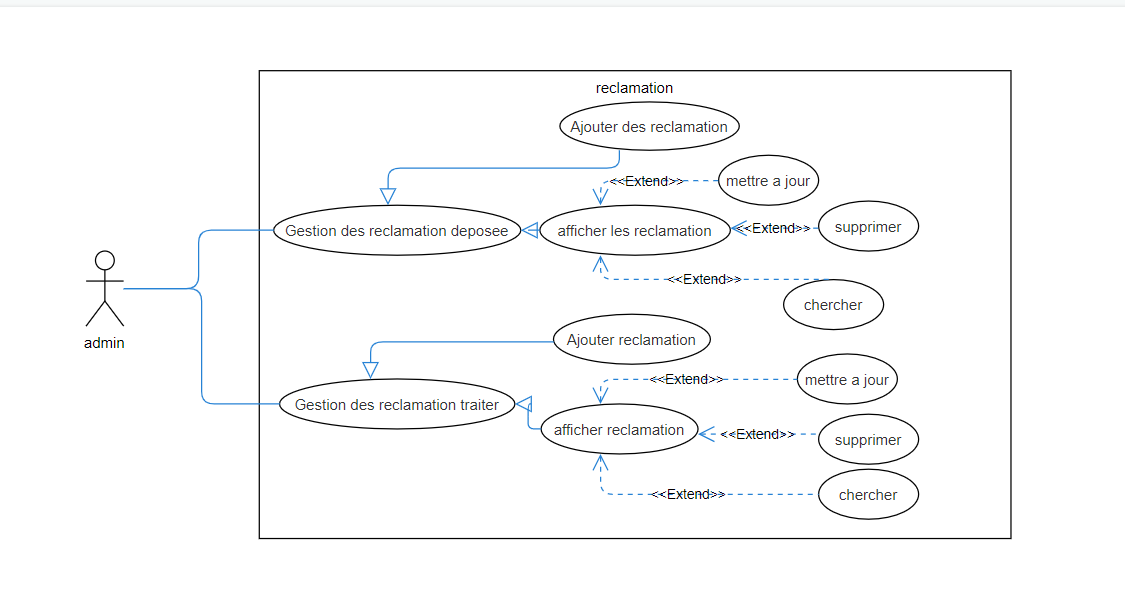 reclamation
Ajouter des reclamation
<<Extend>>
mettre a jour
Gestion des reclamation deposee
afficher les reclamation
<<Extend>>
supprimer
<<Extend>>
chercher
admin
Ajouter reclamation
<<Extend>>
mettre a jour
Gestion des reclamation traiter
afficher reclamation
<<Extend>>
supprimer
<<Extend>>
chercher